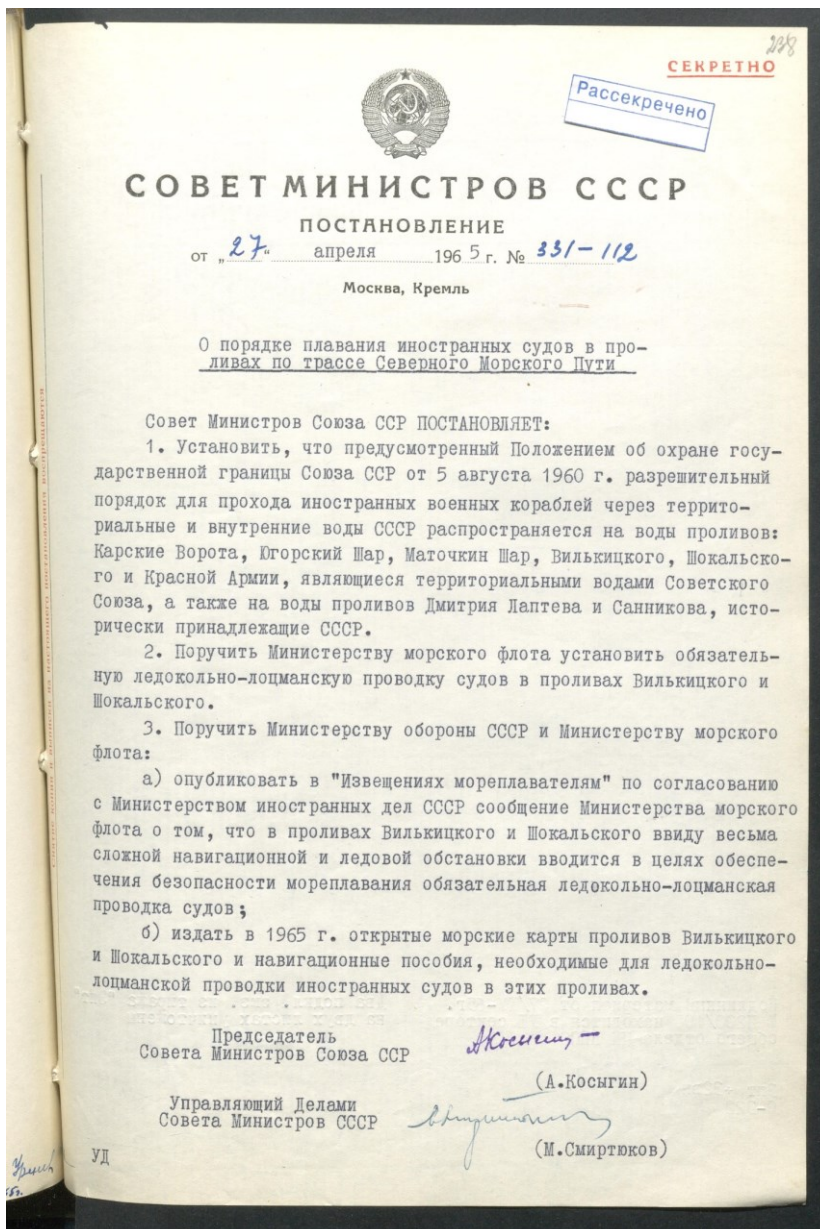 238
СЕКРЕТНО
Рассекречено
СОВЕТ МИНИСТРОВ СССР
ПОСТАНОВЛЕНИЕ
от „27“ апреля 1965 г. № 331-112
Москва, Кремль
О порядке плавания иностранных судов в про-
ливах по трассе Северного Морского Пути
Совет Министров Союза ССР ПОСТАНОВЛЯЕТ:
1. Установить, что предусмотренный Положением об охране госу-
дарственной границы Союза ССР от 5 августа 1960 г. разрешительный
порядок для прохода иностранных военных кораблей через террито-
риальные и внутренние воды СССР распространяется на воды проливов:
Карские Ворота, Югорский Шар, Маточкин Шар, Вилькицкого, Шокальско-
го и Красной Армии, являющиеся территориальными водами Советского
Союза, а также на воды проливов Дмитрия Лаптева и Санникова, исто-
рически принадлежащие СССР.
2. Поручить Министерству морского флота установить обязатель-
ную ледокольно-лоцманскую проводку судов в проливах Вилькицкого и
Шокальского.
3. Поручить Министерству обороны СССР и Министерству морского
флота:
а) опубликовать в "Извещениях мореплавателям" по согласованию
с Министерством иностранных дел СССР сообщение Министерства морского
флота о том, что в проливах Вилькицкого и Шокальского ввиду весьма
сложной навигационной и ледовой обстановки вводится в целях обеспе-
чения безопасности мореплавания обязательная ледокольно-лоцманская
проводка судов;
б) издать в 1965 г. открытые морские карты проливов Вилькицкого
и Шокальского и навигационные пособия, необходимые для ледокольно-
лоцманской проводки иностранных судов в этих проливах.
Председатель
Совета Министров Союза ССР
АКосыгин
(А.Косыгин)
Управляющий Делами
Совета Министров СССР
(М.Смиртюков)
УД